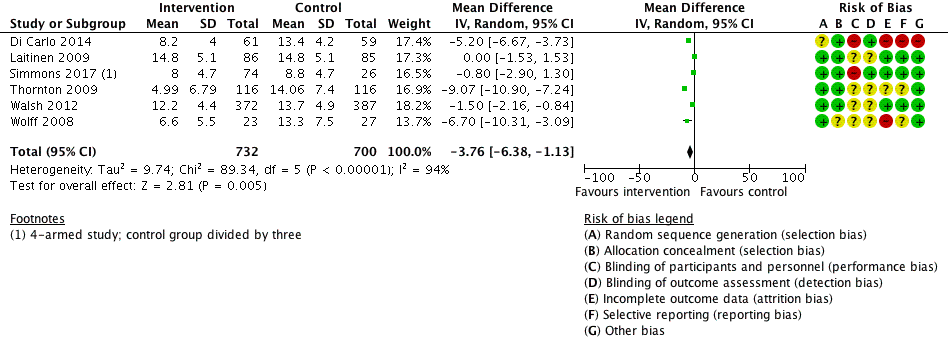 Intervention Control Mean Difference Mean Difference Risk of Bias
Study or Subgroup Mean SD Total Mean SD Total Weight IV, Random, 95% CI IV, Random, 95% CI A B C D E F G
Di Carlo 2014 8.2 4 61 13.4 4.2 59 17.4% −5.20 [−6.67, −3.73] ? + − + − − −
Laitinen 2009 14.8 5.1 86 14.8 5.1 85 17.3% 0.00 [−1.53, 1.53] + + ? ? + + +
Simmons 2017 (1) 8 4.7 74 8.8 4.7 26 16.5% −0.80 [−2.90, 1.30] + + − + + + +
Thornton 2009 4.99 6.79 116 14.06 7.4 116 16.9% −9.07 [−10.90, −7.24] + + ? ? ? ? +
Walsh 2012 12.2 4.4 372 13.7 4.9 387 18.2% −1.50 [−2.16, −0.84] + + ? ? + + +
Wolff 2008 6.6 5.5 23 13.3 7.5 27 13.7% −6.70 [−10.31, −3.09] + ? ? ? − ? +
Total (95% CI) 732 700 100.0% −3.76 [−6.38, −1.13]
Heterogeneity: Tau² = 9.74; Chi² = 89.34, df = 5 (P < 0.00001); I² = 94%
Test for overall effect: Z = 2.81 (P = 0.005)
−100 −50 0 50 100
Favours intervention Favours control
Footnotes
(1) 4-armed study; control group divided by three
Risk of bias legend
(A) Random sequence generation (selection bias)
(B) Allocation concealment (selection bias)
(C) Blinding of participants and personnel (performance bias)
(D) Blinding of outcome assessment (detection bias)
(E) Incomplete outcome data (attrition bias)
(F) Selective reporting (reporting bias)
(G) Other bias